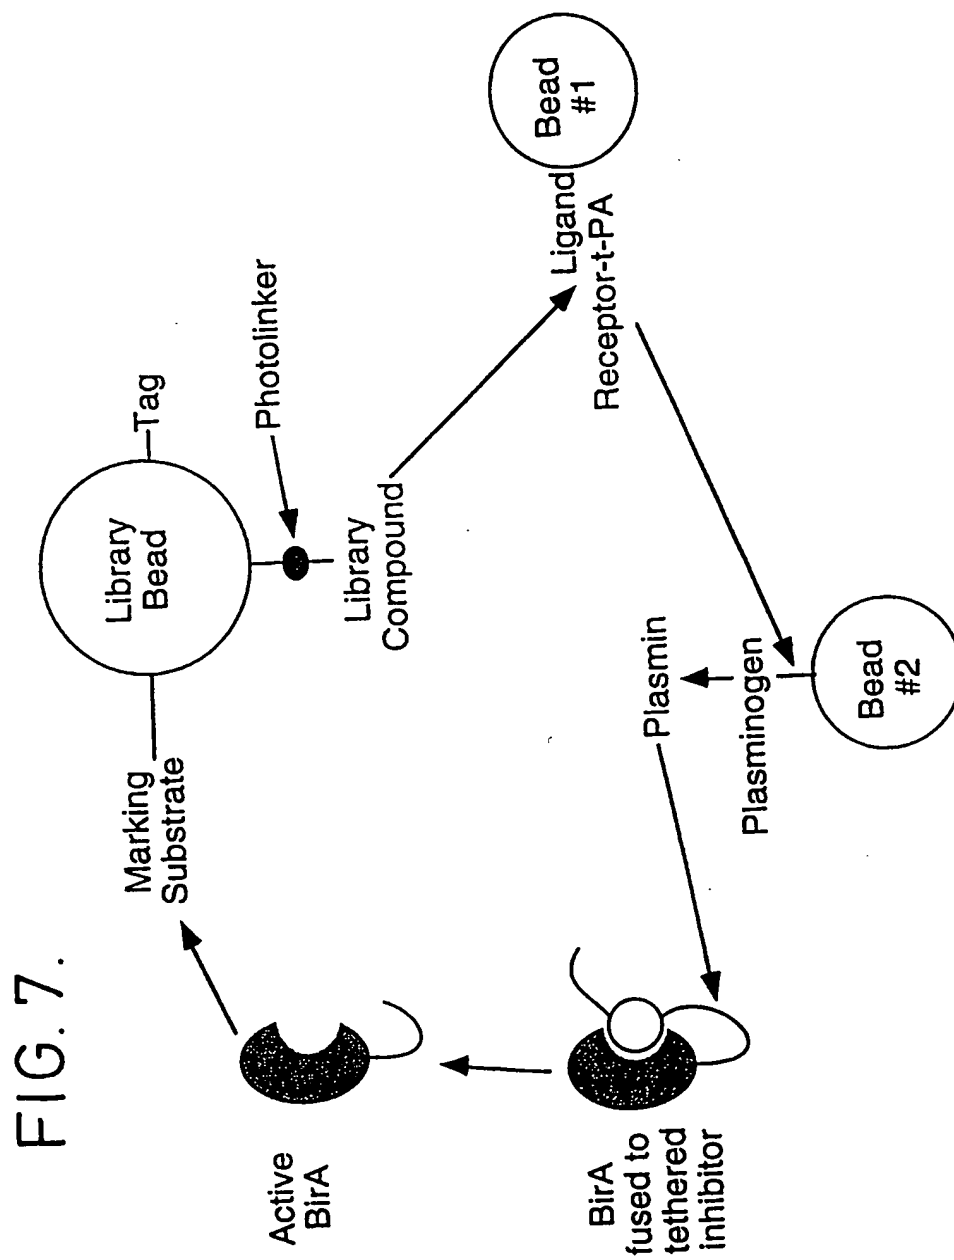 FIG. 7.
Active
BirA
BirA
fused to
tethered
inhibitor
Marking
Substrate
Library
Bead
Tag
Photolinker
Library
Compound
Plasmin
Plasminogen
Bead
#2
Ligand
Receptor-t-PA
Bead
#1